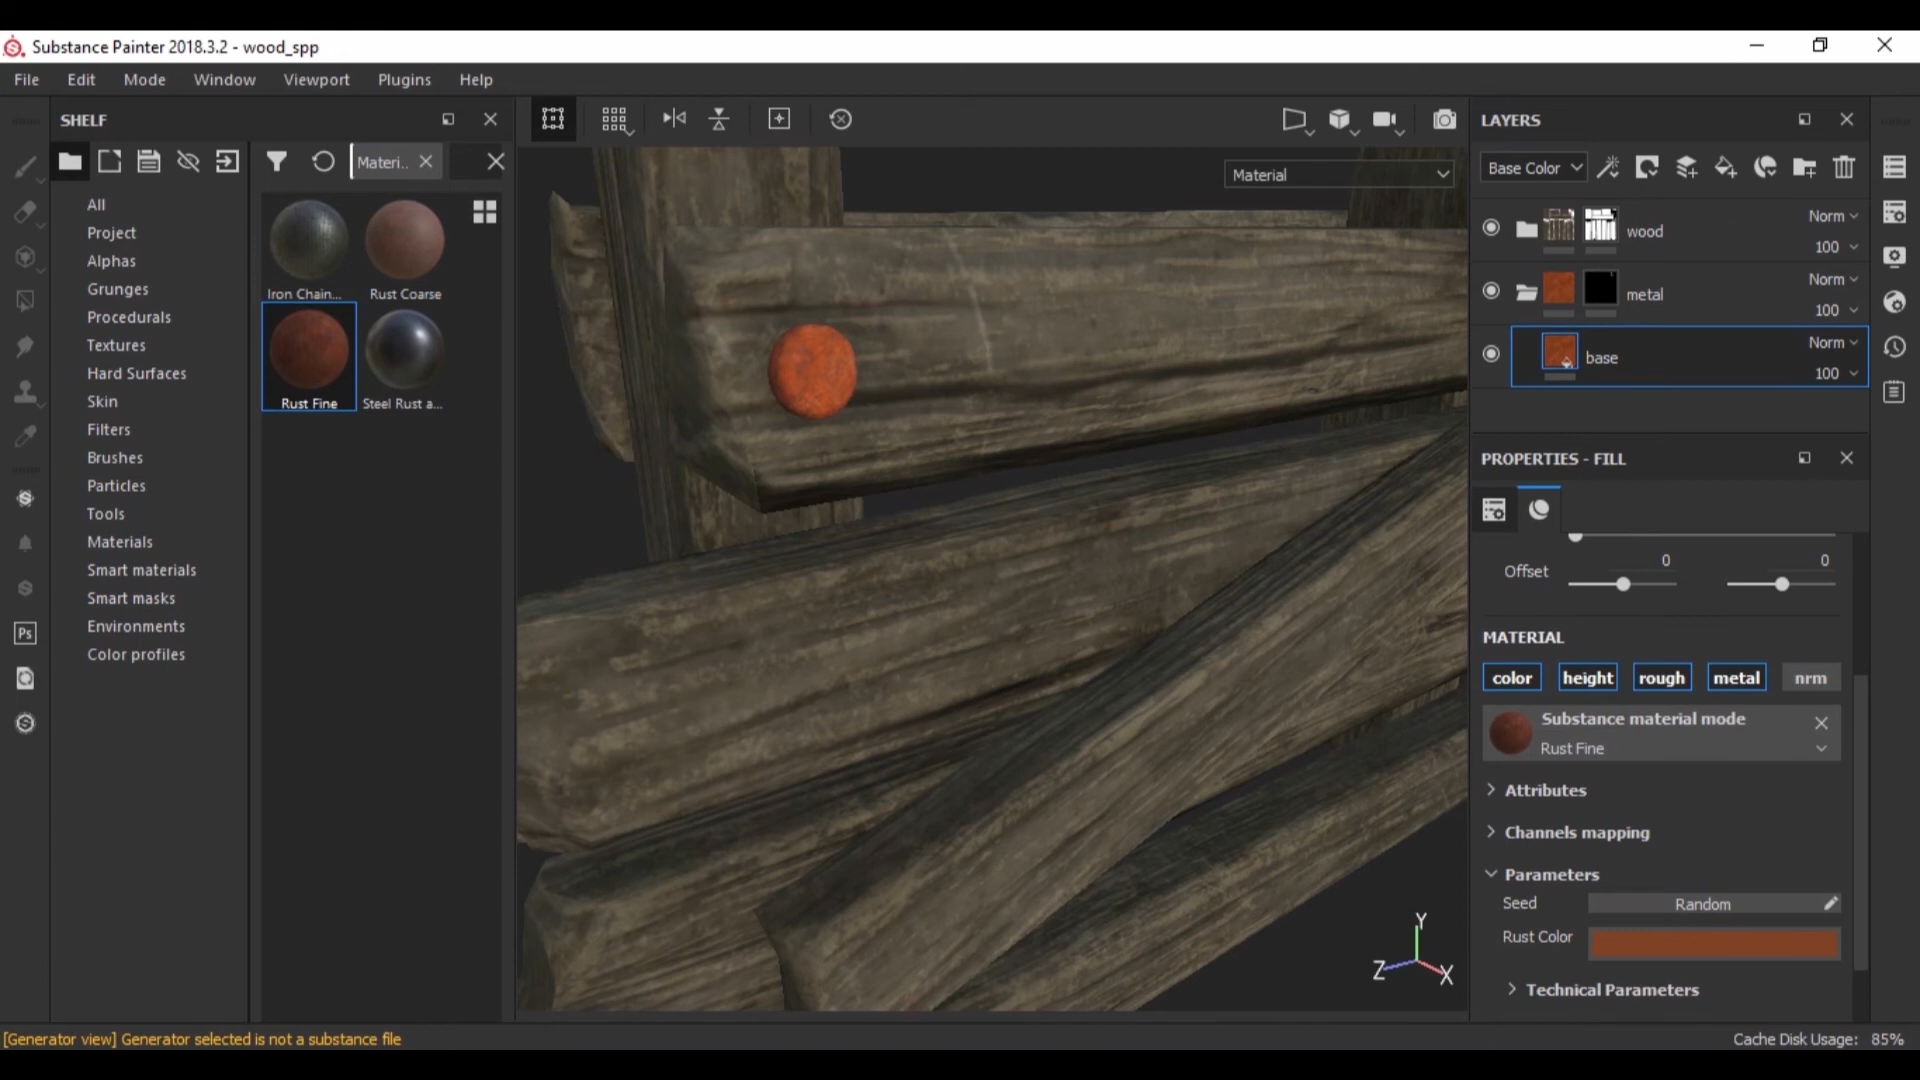 Substance Painter 2018.3.2 - wood_spp
File Edit Mode Window Viewport Plugins Help
SHELF
Materi..
All
Project
Alphas
Grunges
Procedurals
Textures
Hard Surfaces
Skin
Filters
Brushes
Particles
Tools
Materials
Smart materials
Smart masks
Environments
Color profiles
Ps
Iron Chain... Rust Coarse
Rust Fine Steel Rust a...
Material
Y
Z X
LAYERS
Base Color
wood Norm 100
metal Norm 100
base Norm 100
PROPERTIES - FILL
Offset 0 0
MATERIAL
color height rough metal nrm
Substance material mode
Rust Fine
Attributes
Channels mapping
Parameters
Seed Random
Rust Color
Technical Parameters
[Generator view] Generator selected is not a substance file
Cache Disk Usage: 85%